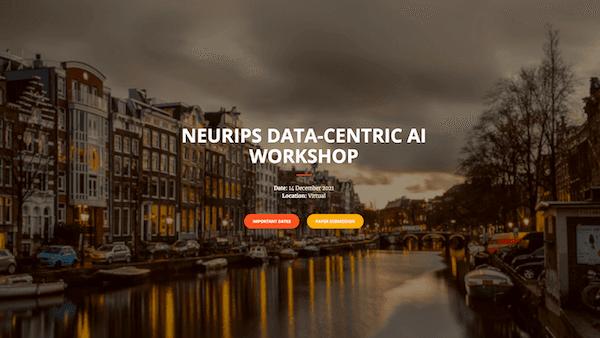 NEURIPS DATA-CENTRIC AI
WORKSHOP
Date: 14 December 2021
Location: Virtual
IMPORTANT DATES PAPER SUBMISSION